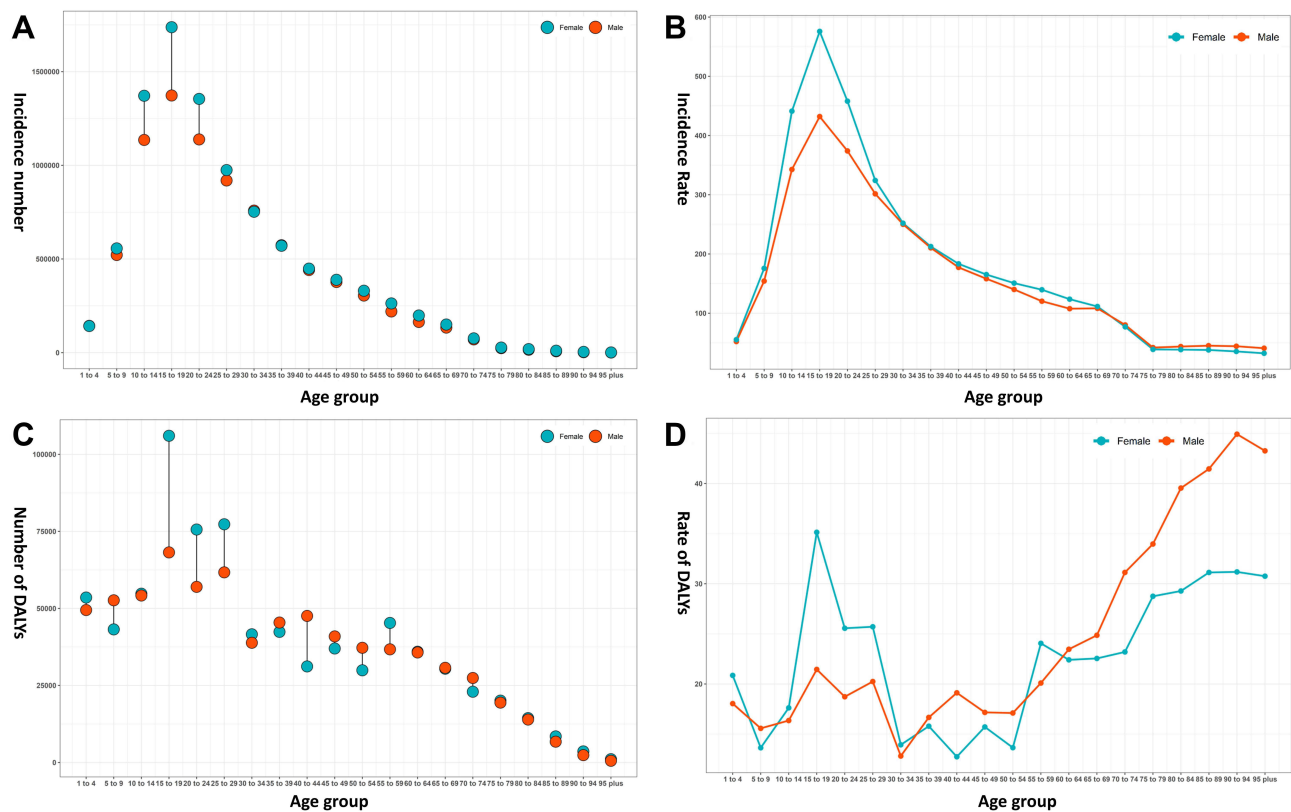 A
Female Male
Incidence number
1500000
1000000
500000
0
1 to 4 5 to 9 10 to 14 15 to 19 20 to 24 25 to 29 30 to 34 35 to 39 40 to 44 45 to 49 50 to 54 55 to 59 60 to 64 65 to 69 70 to 74 75 to 79 80 to 84 85 to 89 90 to 94 95 plus
Age group
B
Female Male
Incidence Rate
600
500
400
300
200
100
1 to 4 5 to 9 10 to 14 15 to 19 20 to 24 25 to 29 30 to 34 35 to 39 40 to 44 45 to 49 50 to 54 55 to 59 60 to 64 65 to 69 70 to 74 75 to 79 80 to 84 85 to 89 90 to 94 95 plus
Age group
C
Female Male
Number of DALYs
100000
75000
50000
25000
0
1 to 4 5 to 9 10 to 14 15 to 19 20 to 24 25 to 29 30 to 34 35 to 39 40 to 44 45 to 49 50 to 54 55 to 59 60 to 64 65 to 69 70 to 74 75 to 79 80 to 84 85 to 89 90 to 94 95 plus
Age group
D
Female Male
Rate of DALYs
40
30
20
1 to 4 5 to 9 10 to 14 15 to 19 20 to 24 25 to 29 30 to 34 35 to 39 40 to 44 45 to 49 50 to 54 55 to 59 60 to 64 65 to 69 70 to 74 75 to 79 80 to 84 85 to 89 90 to 94 95 plus
Age group